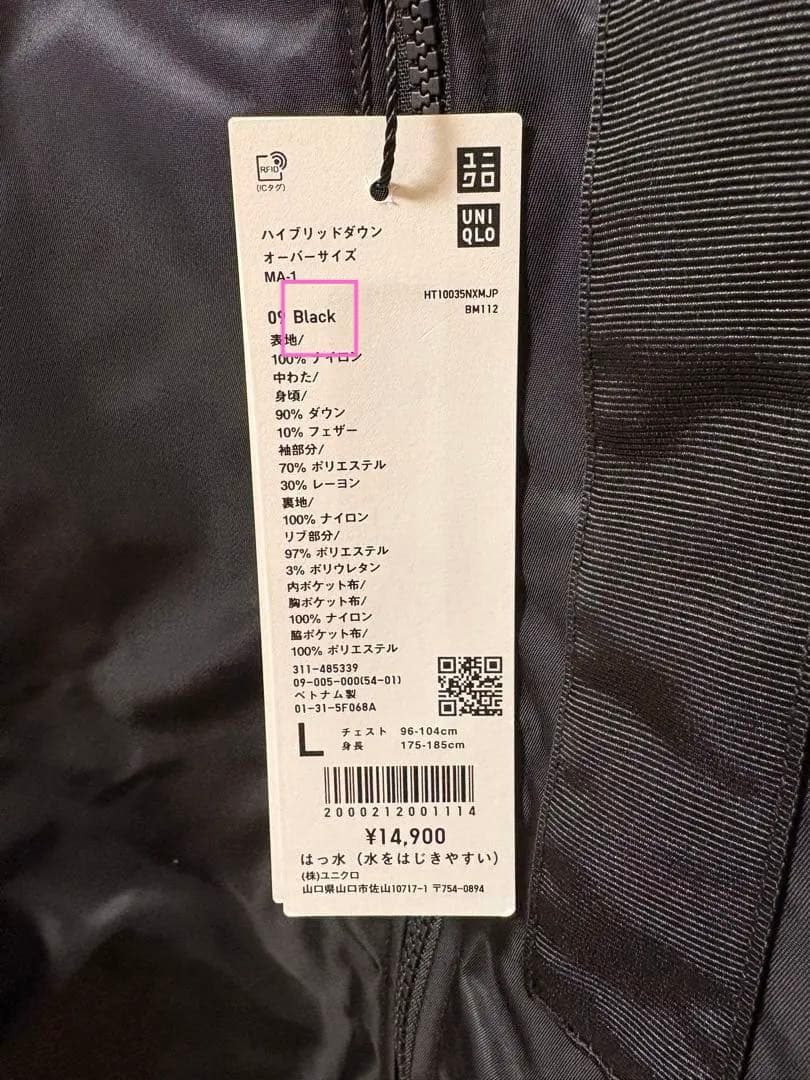 RFID
(ICタグ)
ユニ
クロ
UNI
QLO
ハイブリッドダウン
オーバーサイズ
MA-1
HT10035NXMJP
BM112
09 Black
表地/
100% ナイロン
中わた/
身頃/
90% ダウン
10% フェザー
袖部分/
70% ポリエステル
30% レーヨン
裏地/
100% ナイロン
リブ部分/
97% ポリエステル
3% ポリウレタン
内ポケット布/
胸ポケット布/
100% ナイロン
脇ポケット布/
100% ポリエステル
311-485339
09-005-000(54-01)
ベトナム製
01-31-5F068A
L
チェスト 96-104cm
身長 175-185cm
2000212001114
¥14,900
はっ水 (水をはじきやすい)
(株)ユニクロ
山口県山口市佐山10717-1 〒754-0894